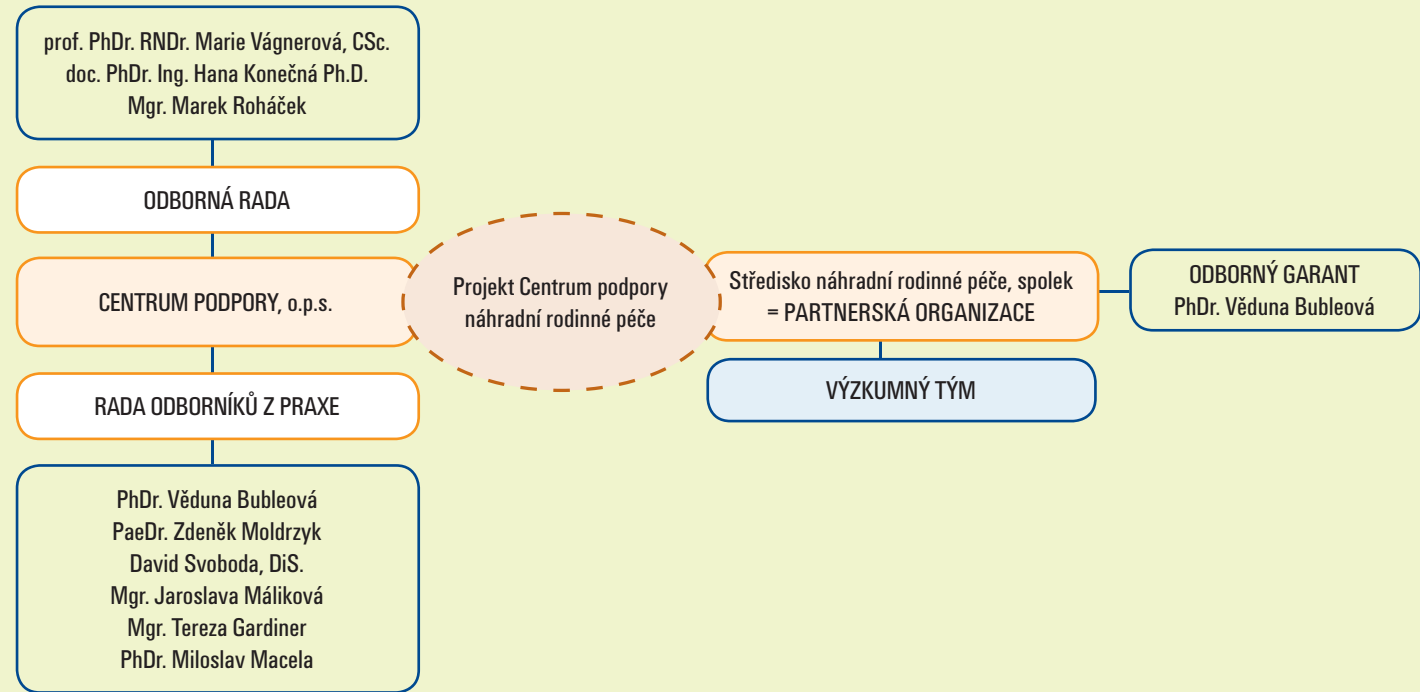 prof. PhDr. RNDr. Marie Vágnerová, CSc.
doc. PhDr. Ing. Hana Konečná Ph.D.
Mgr. Marek Roháček
ODBORNÁ RADA
CENTRUM PODPORY, o.p.s.
RADA ODBORNÍKŮ Z PRAXE
PhDr. Věduna Bubleová
PaeDr. Zdeněk Moldrzyk
David Svoboda, DiS.
Mgr. Jaroslava Máliková
Mgr. Tereza Gardiner
PhDr. Miloslav Macela
Projekt Centrum podpory
náhradní rodinné péče
Středisko náhradní rodinné péče, spolek
= PARTNERSKÁ ORGANIZACE
VÝZKUMNÝ TÝM
ODBORNÝ GARANT
PhDr. Věduna Bubleová